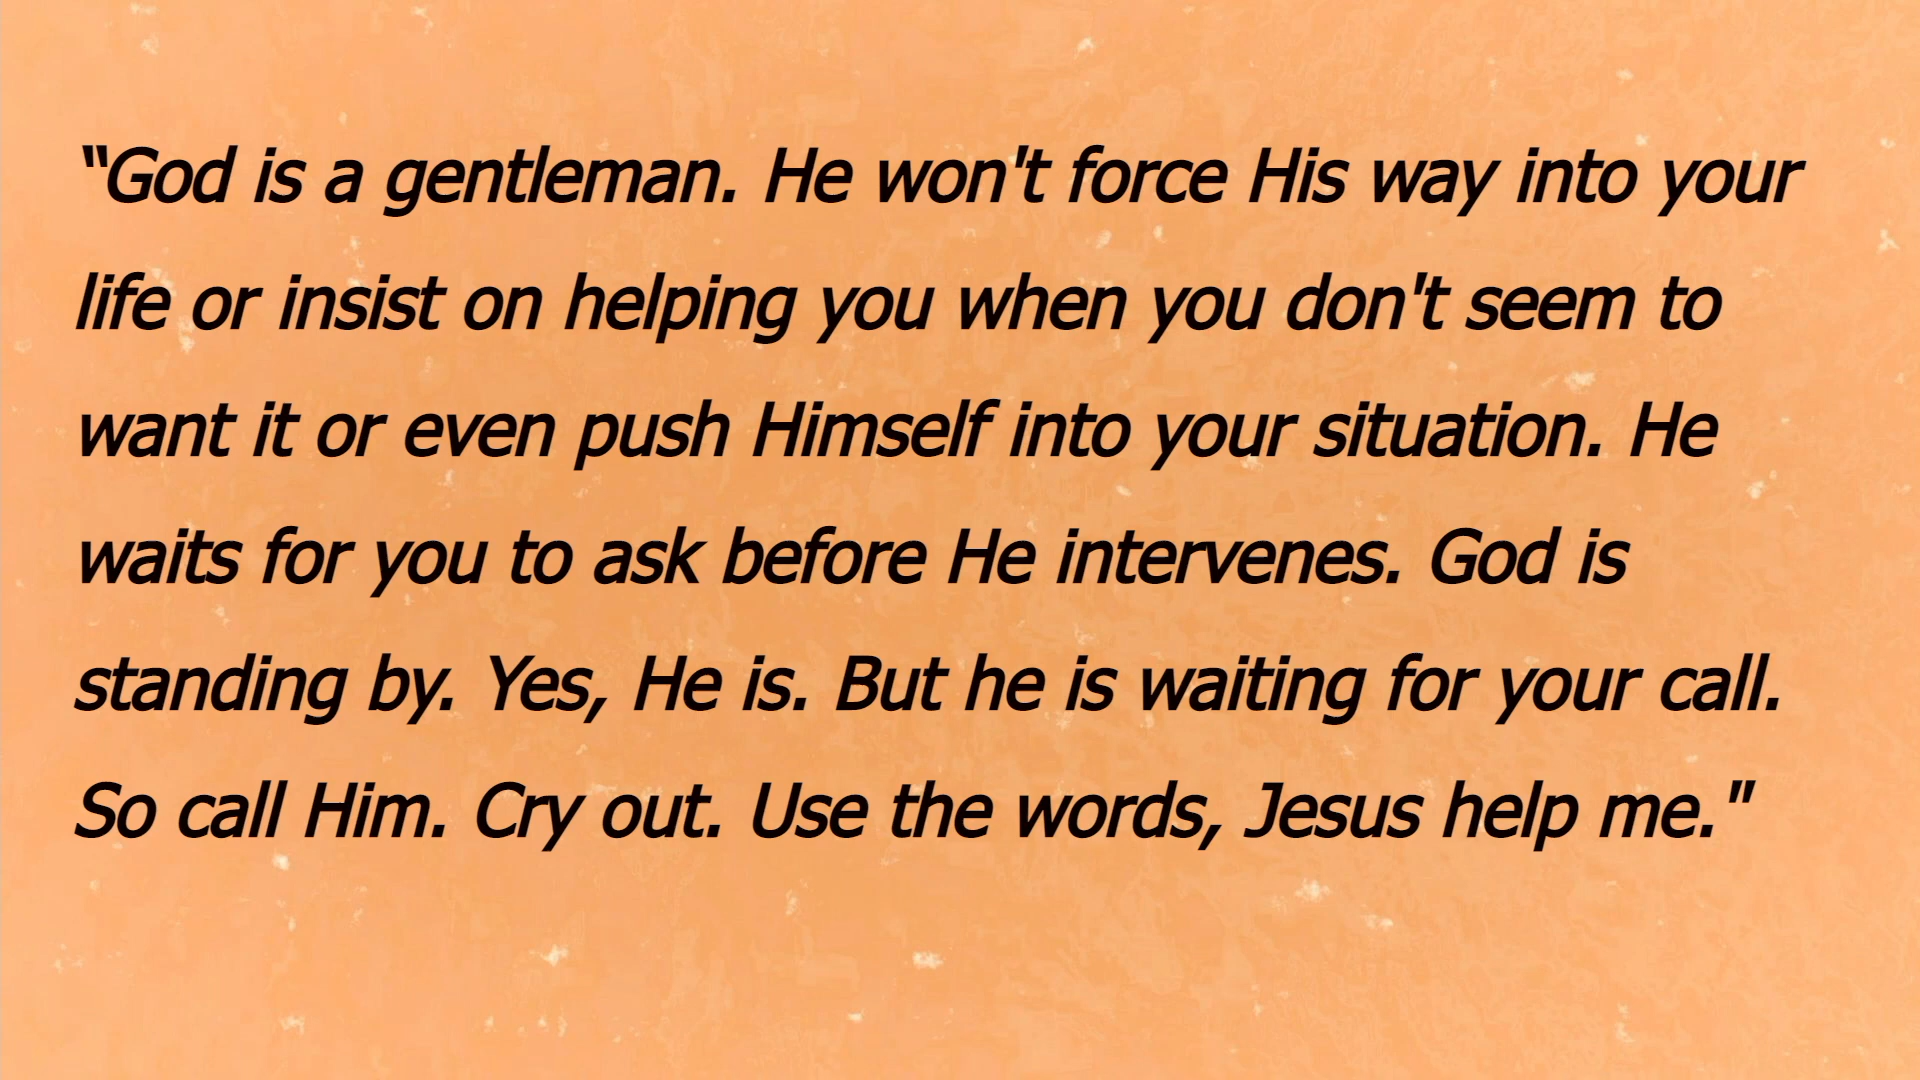 “God is a gentleman. He won't force His way into your
life or insist on helping you when you don't seem to
want it or even push Himself into your situation. He
waits for you to ask before He intervenes. God is
standing by. Yes, He is. But he is waiting for your call.
So call Him. Cry out. Use the words, Jesus help me."